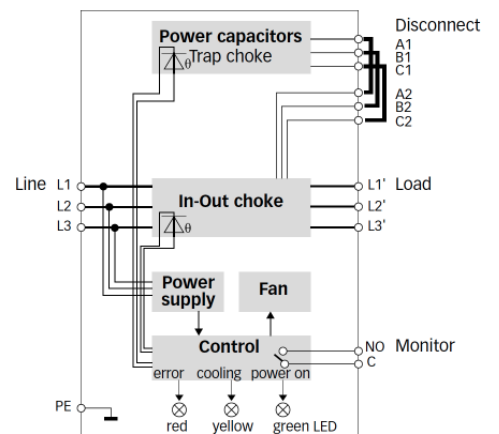 Disconnect
Power capacitors
Trap choke
θ
A1
B1
C1
A2
B2
C2
Line L1 L1' Load
L2 In-Out choke L2'
L3 L3'
θ
Power supply
Fan
Control
NO Monitor
C
error cooling power on
PE
red yellow green LED